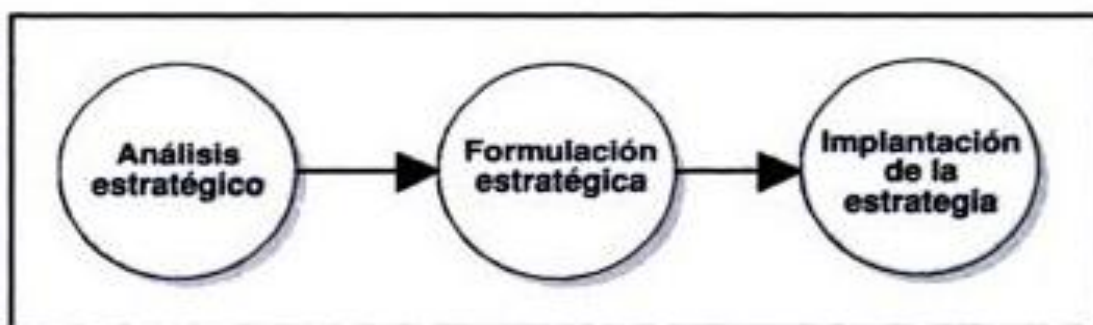 Análisis
estratégico
Formulación
estratégica
Implantación
de la
estrategia